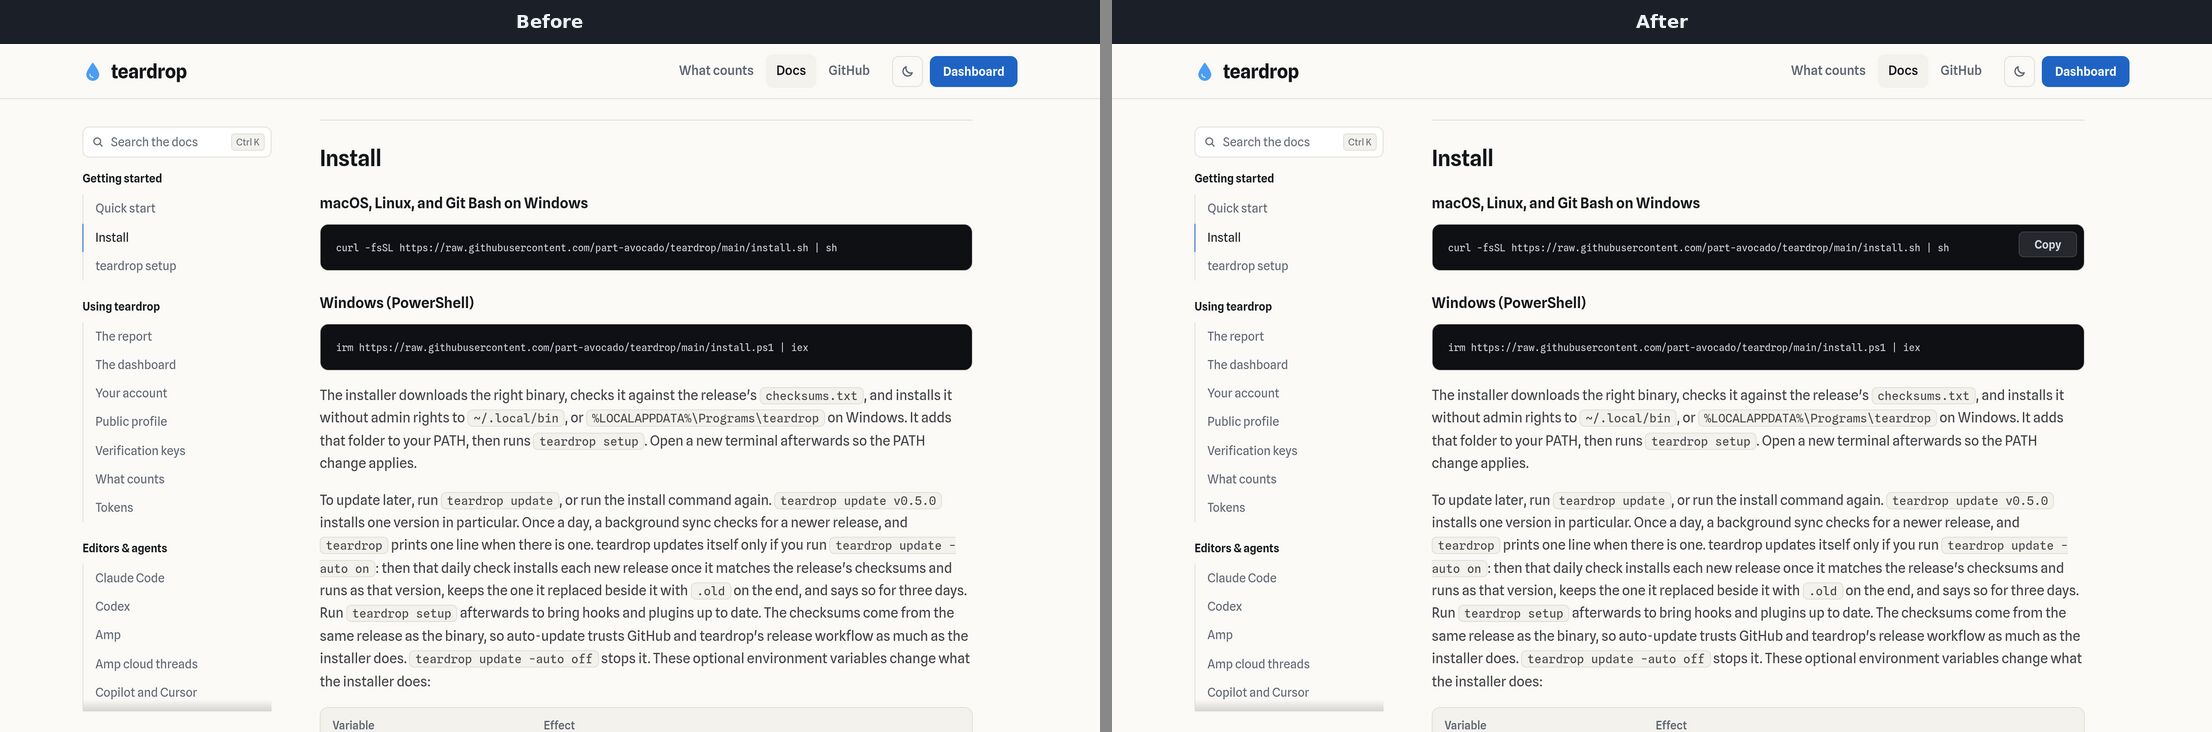 Before
teardrop
What counts
Docs
GitHub
Dashboard
Search the docs
Ctrl K
Getting started
Quick start
Install
teardrop setup
Using teardrop
The report
The dashboard
Your account
Public profile
Verification keys
What counts
Tokens
Editors & agents
Claude Code
Codex
Amp
Amp cloud threads
Copilot and Cursor
Install
macOS, Linux, and Git Bash on Windows
curl -fsSL https://raw.githubusercontent.com/part-avocado/teardrop/main/install.sh | sh
Windows (PowerShell)
irm https://raw.githubusercontent.com/part-avocado/teardrop/main/install.ps1 | iex
The installer downloads the right binary, checks it against the release's checksums.txt, and installs it
without admin rights to ~/.local/bin, or %LOCALAPPDATA%\Programs\teardrop on Windows. It adds
that folder to your PATH, then runs teardrop setup. Open a new terminal afterwards so the PATH
change applies.
To update later, run teardrop update, or run the install command again. teardrop update v0.5.0
installs one version in particular. Once a day, a background sync checks for a newer release, and
teardrop prints one line when there is one. teardrop updates itself only if you run teardrop update -
auto on: then that daily check installs each new release once it matches the release's checksums and
runs as that version, keeps the one it replaced beside it with .old on the end, and says so for three days.
Run teardrop setup afterwards to bring hooks and plugins up to date. The checksums come from the
same release as the binary, so auto-update trusts GitHub and teardrop's release workflow as much as the
installer does. teardrop update -auto off stops it. These optional environment variables change what
the installer does:
Variable
Effect
After
teardrop
What counts
Docs
GitHub
Dashboard
Search the docs
Ctrl K
Getting started
Quick start
Install
teardrop setup
Using teardrop
The report
The dashboard
Your account
Public profile
Verification keys
What counts
Tokens
Editors & agents
Claude Code
Codex
Amp
Amp cloud threads
Copilot and Cursor
Install
macOS, Linux, and Git Bash on Windows
curl -fsSL https://raw.githubusercontent.com/part-avocado/teardrop/main/install.sh | sh
Copy
Windows (PowerShell)
irm https://raw.githubusercontent.com/part-avocado/teardrop/main/install.ps1 | iex
The installer downloads the right binary, checks it against the release's checksums.txt, and installs it
without admin rights to ~/.local/bin, or %LOCALAPPDATA%\Programs\teardrop on Windows. It adds
that folder to your PATH, then runs teardrop setup. Open a new terminal afterwards so the PATH
change applies.
To update later, run teardrop update, or run the install command again. teardrop update v0.5.0
installs one version in particular. Once a day, a background sync checks for a newer release, and
teardrop prints one line when there is one. teardrop updates itself only if you run teardrop update -
auto on: then that daily check installs each new release once it matches the release's checksums and
runs as that version, keeps the one it replaced beside it with .old on the end, and says so for three days.
Run teardrop setup afterwards to bring hooks and plugins up to date. The checksums come from the
same release as the binary, so auto-update trusts GitHub and teardrop's release workflow as much as the
installer does. teardrop update -auto off stops it. These optional environment variables change what
the installer does:
Variable
Effect